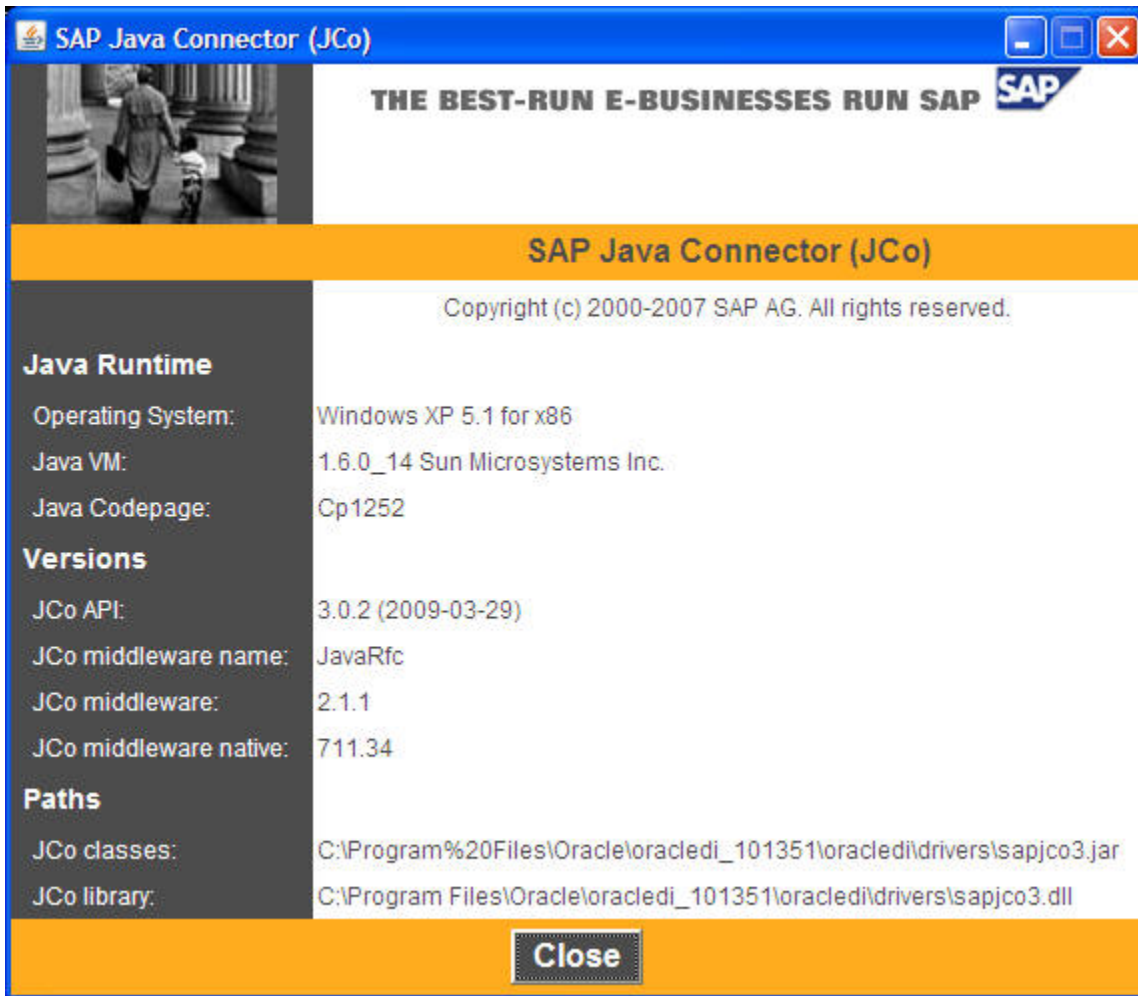 SAP Java Connector (JCo)
THE BEST-RUN E-BUSINESSES RUN SAP SAP
SAP Java Connector (JCo)
Copyright (c) 2000-2007 SAP AG. All rights reserved.
Java Runtime
Operating System: Windows XP 5.1 for x86
Java VM: 1.6.0_14 Sun Microsystems Inc.
Java Codepage: Cp1252
Versions
JCo API: 3.0.2 (2009-03-29)
JCo middleware name: JavaRfc
JCo middleware: 2.1.1
JCo middleware native: 711.34
Paths
JCo classes: C:\Program%20Files\Oracle\oracledi_101351\oracledi\drivers\sapjco3.jar
JCo library: C:\Program Files\Oracle\oracledi_101351\oracledi\drivers\sapjco3.dll
Close